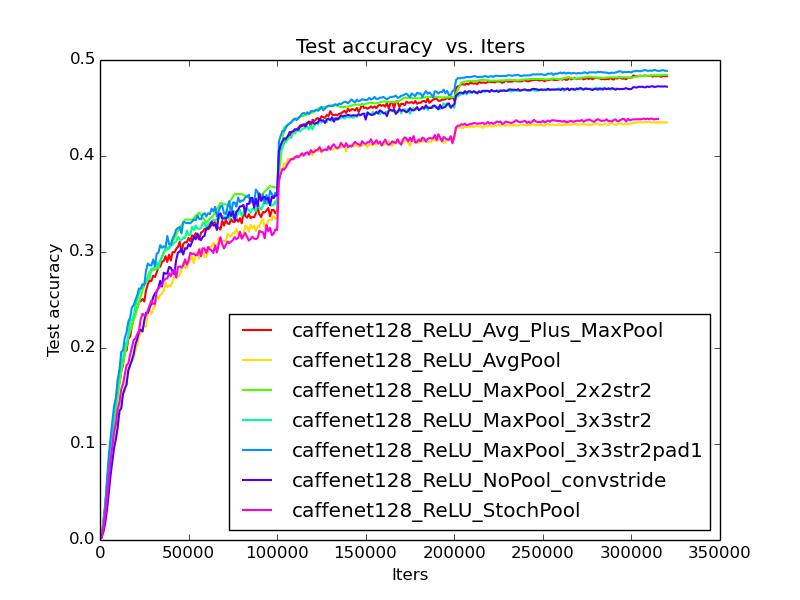 Test accuracy  vs. Iters
0.5
0.4
0.3
0.2
0.1
0.0
Test accuracy
caffenet128_ReLU_Avg_Plus_MaxPool
caffenet128_ReLU_AvgPool
caffenet128_ReLU_MaxPool_2x2str2
caffenet128_ReLU_MaxPool_3x3str2
caffenet128_ReLU_MaxPool_3x3str2pad1
caffenet128_ReLU_NoPool_convstride
caffenet128_ReLU_StochPool
0 50000 100000 150000 200000 250000 300000 350000
Iters